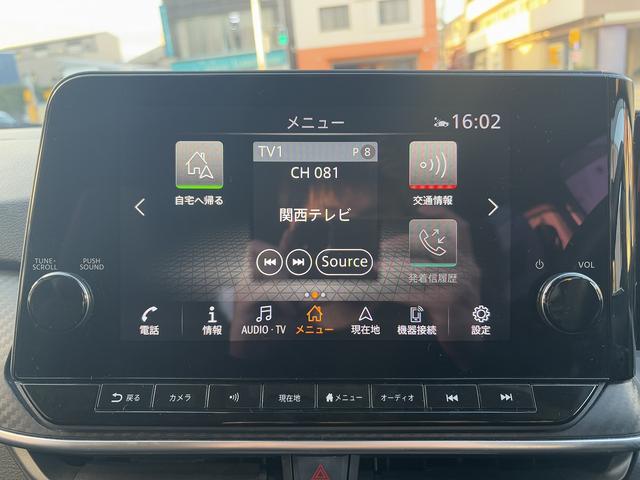 メニュー
16:02
TV1 P 8
CH 081
関西テレビ
Source
自宅へ帰る
交通情報
発着信履歴
TUNE・SCROLL
PUSH SOUND
VOL
電話
情報
AUDIO・TV
メニュー
現在地
機器接続
設定
戻る
カメラ
現在地
メニュー
オーディオ